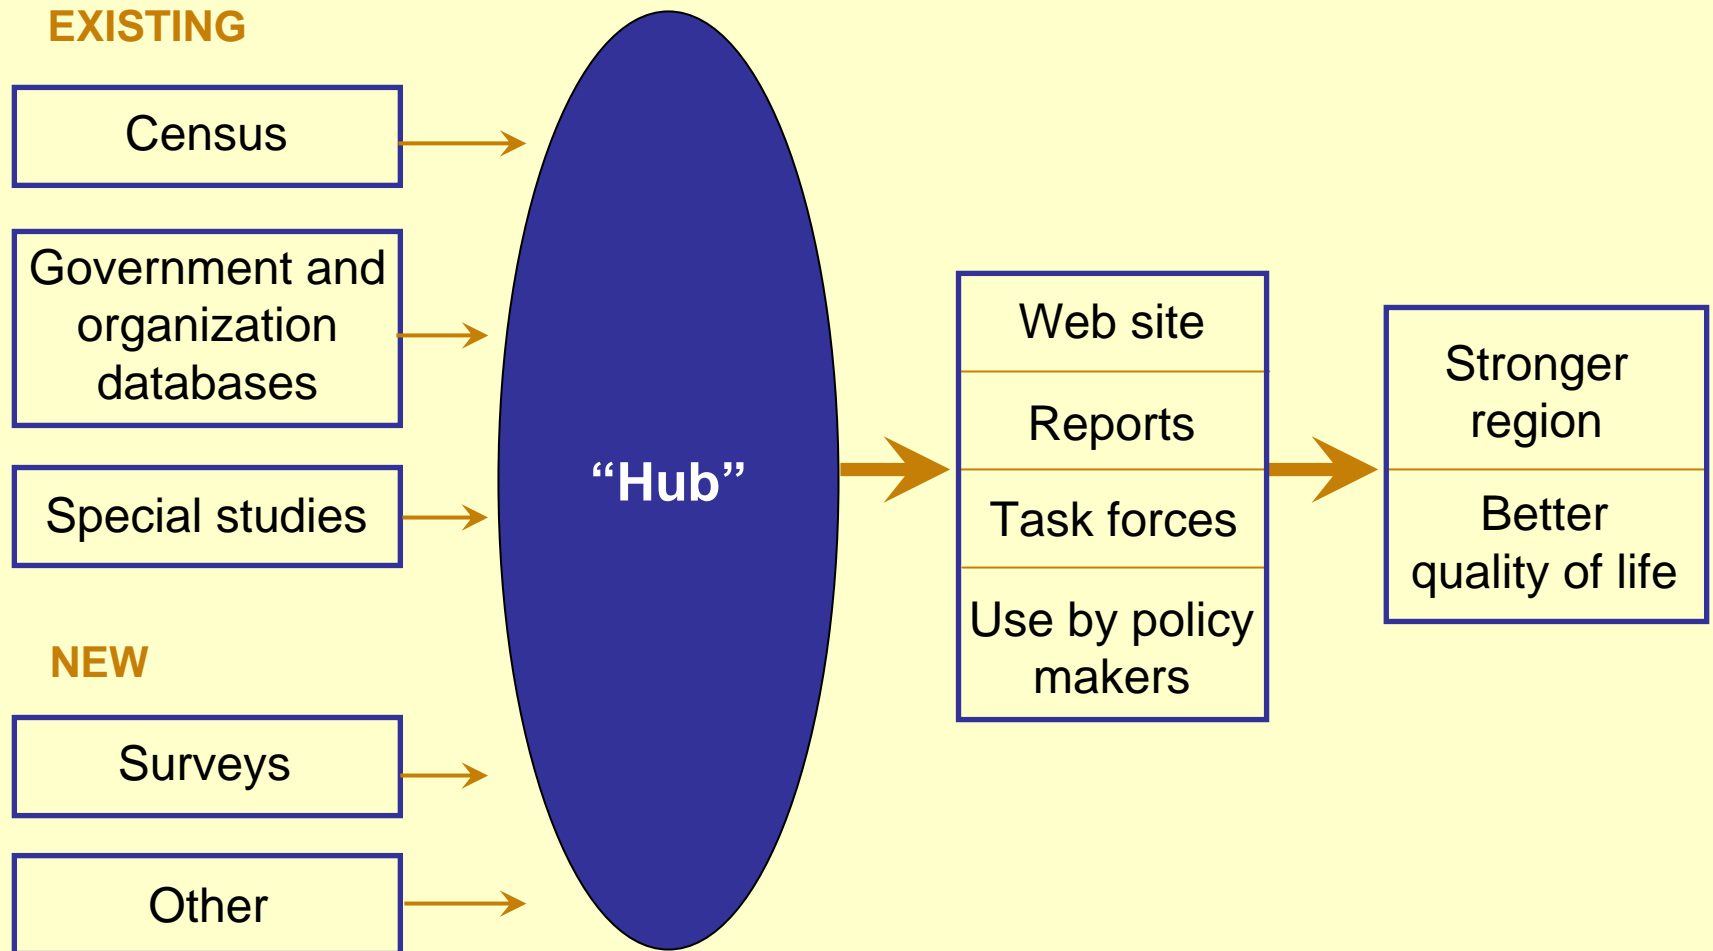 EXISTING
Census
Government and
organization
databases
Special studies
NEW
Surveys
Other
“Hub”
Web site
Reports
Task forces
Use by policy
makers
Stronger
region
Better
quality of life